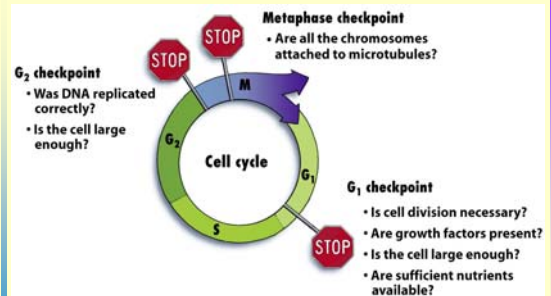 Metaphase checkpoint
• Are all the chromosomes
attached to microtubules?
STOP
STOP
G₂ checkpoint
• Was DNA replicated
correctly?
• Is the cell large
enough?
M
G₂
Cell cycle
G₁
S
G₁ checkpoint
• Is cell division necessary?
• Are growth factors present?
STOP
• Is the cell large enough?
• Are sufficient nutrients
available?